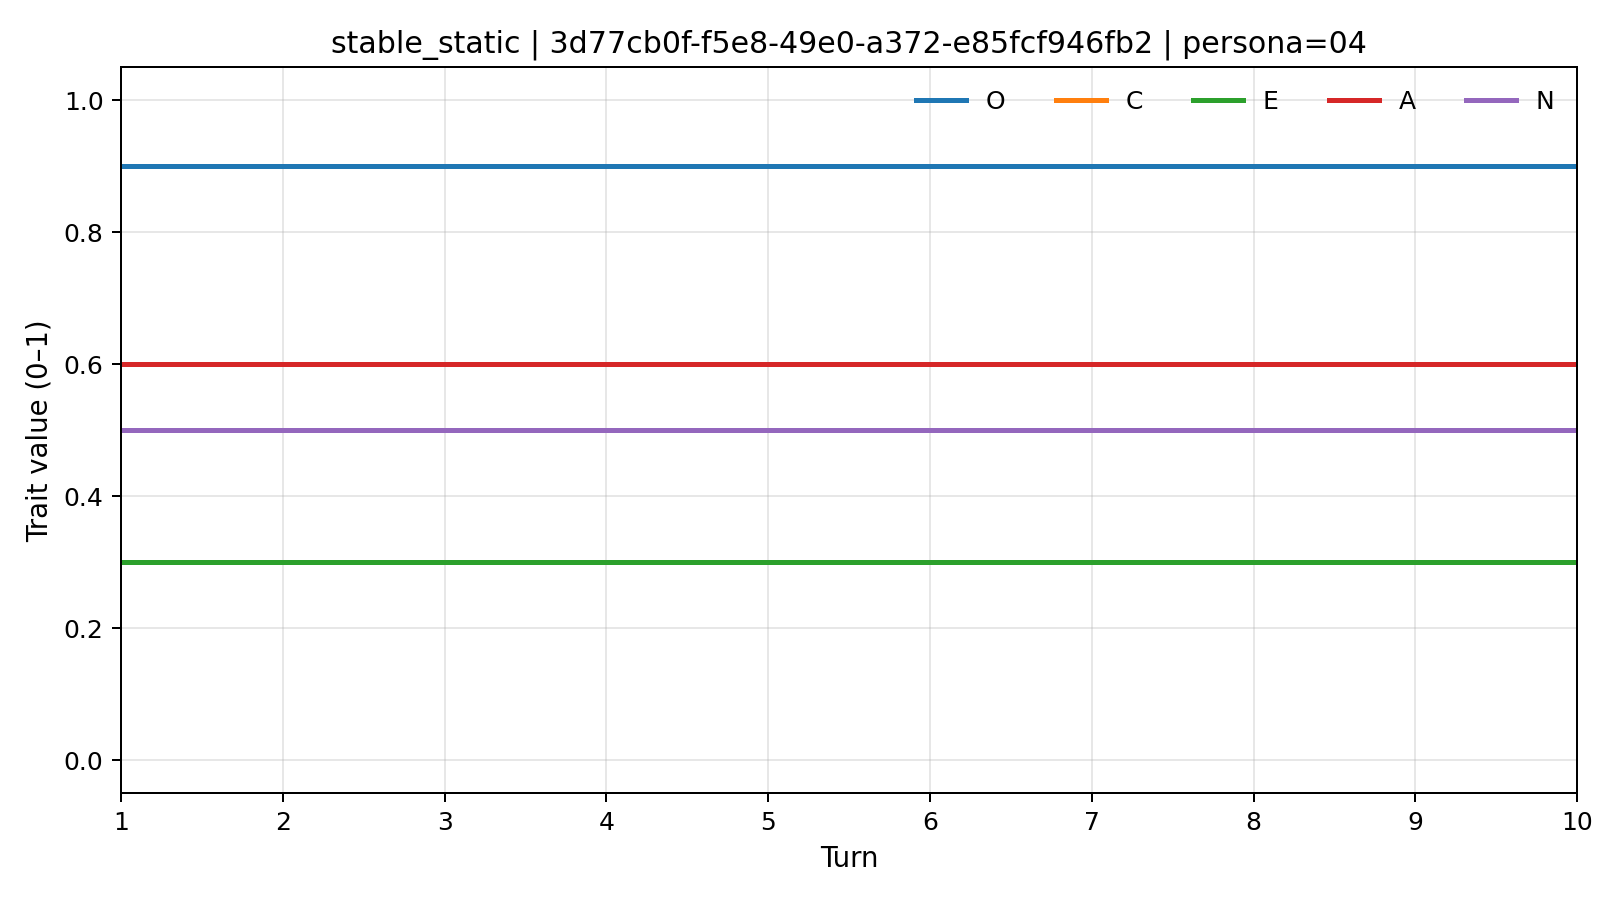 stable_static | 3d77cb0f-f5e8-49e0-a372-e85fcf946fb2 | persona=04
O C E A N
Trait value (0–1)
1.0
0.8
0.6
0.4
0.2
0.0
1 2 3 4 5 6 7 8 9 10
Turn